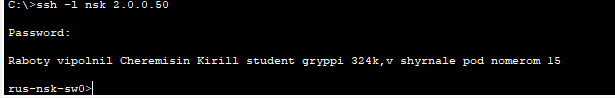 C:\>ssh -l nsk 2.0.0.50
Password:
Raboty vipolnil Cheremisin Kirill student gryppi 324k,v shyrnale pod nomerom 15
rus-nsk-sw0>